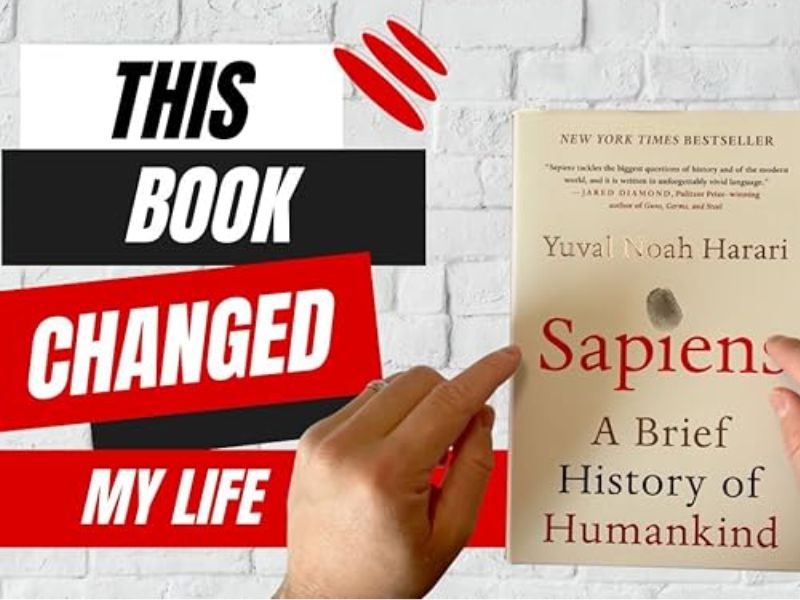 THIS
BOOK
CHANGED
MY LIFE
NEW YORK TIMES BESTSELLER
"Sapiens tackles the biggest questions of history and of the modern
world, and it is written in unforgettably vivid language."
—JARED DIAMOND, Pulitzer Prize–winning
author of Guns, Germs, and Steel
Yuval Noah Harari
Sapiens
A Brief
History of
Humankind